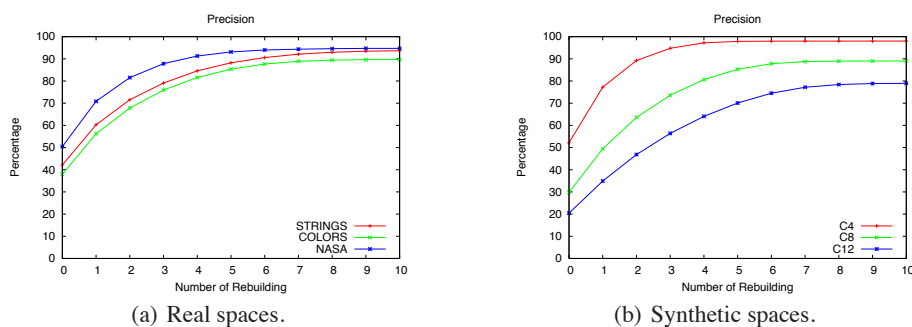 Precision
100
90
80
70
60
50
40
30
20
10
0
Percentage
STRINGS
COLORS
NASA
0 1 2 3 4 5 6 7 8 9 10
Number of Rebuilding
(a) Real spaces.
Precision
100
90
80
70
60
50
40
30
20
10
0
Percentage
C4
C8
C12
0 1 2 3 4 5 6 7 8 9 10
Number of Rebuilding
(b) Synthetic spaces.